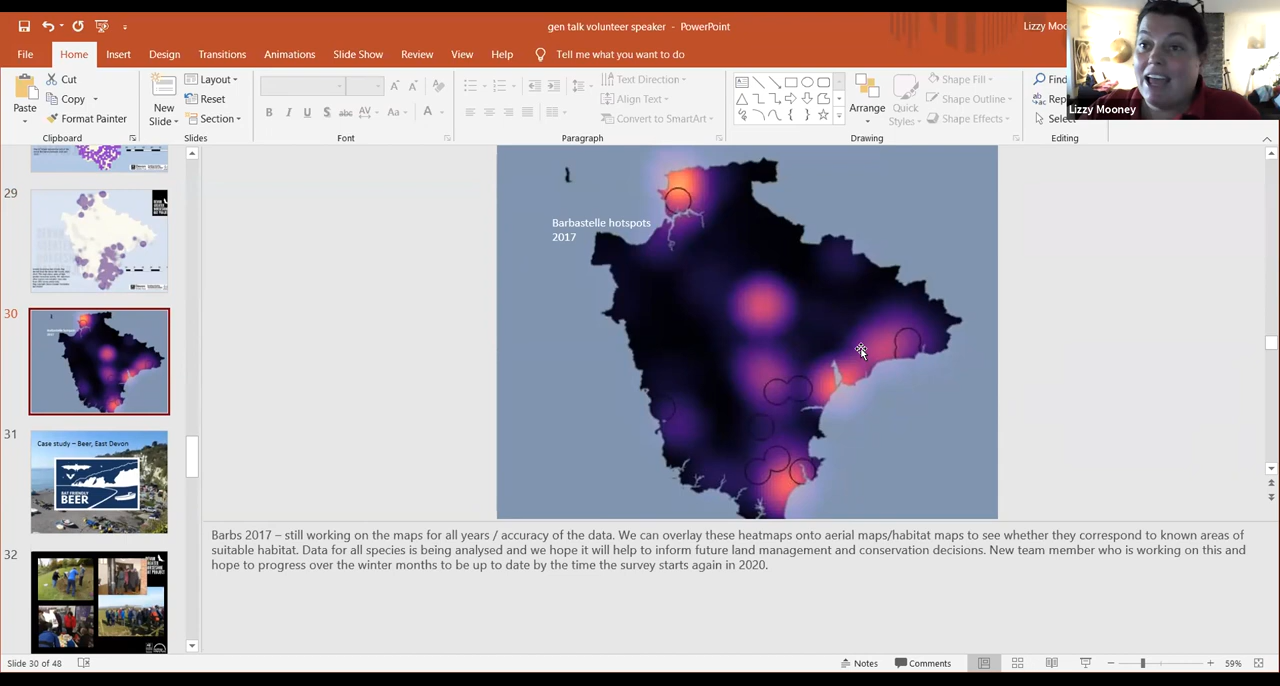 gen talk volunteer speaker - PowerPoint
Lizzy Moone
File Home Insert Design Transitions Animations Slide Show Review View Help Tell me what you want to do
Paste
Cut
Copy
Format Painter
Clipboard
New
Slide
Layout
Reset
Section
Slides
B I U S abc AV Aa A
Font
Paragraph
Text Direction
Align Text
Convert to SmartArt
Arrange
Quick
Styles
Shape Fill
Shape Outline
Shape Effects
Drawing
Find
Rep
Select
Editing
Lizzy Mooney
29
30
31
Case study – Beer, East Devon
BAT FRIENDLY
BEER
32
Barbastelle hotspots
2017
Barbs 2017 – still working on the maps for all years / accuracy of the data. We can overlay these heatmaps onto aerial maps/habitat maps to see whether they correspond to known areas of
suitable habitat. Data for all species is being analysed and we hope it will help to inform future land management and conservation decisions. New team member who is working on this and
hope to progress over the winter months to be up to date by the time the survey starts again in 2020.
Slide 30 of 48
Notes
Comments
59%